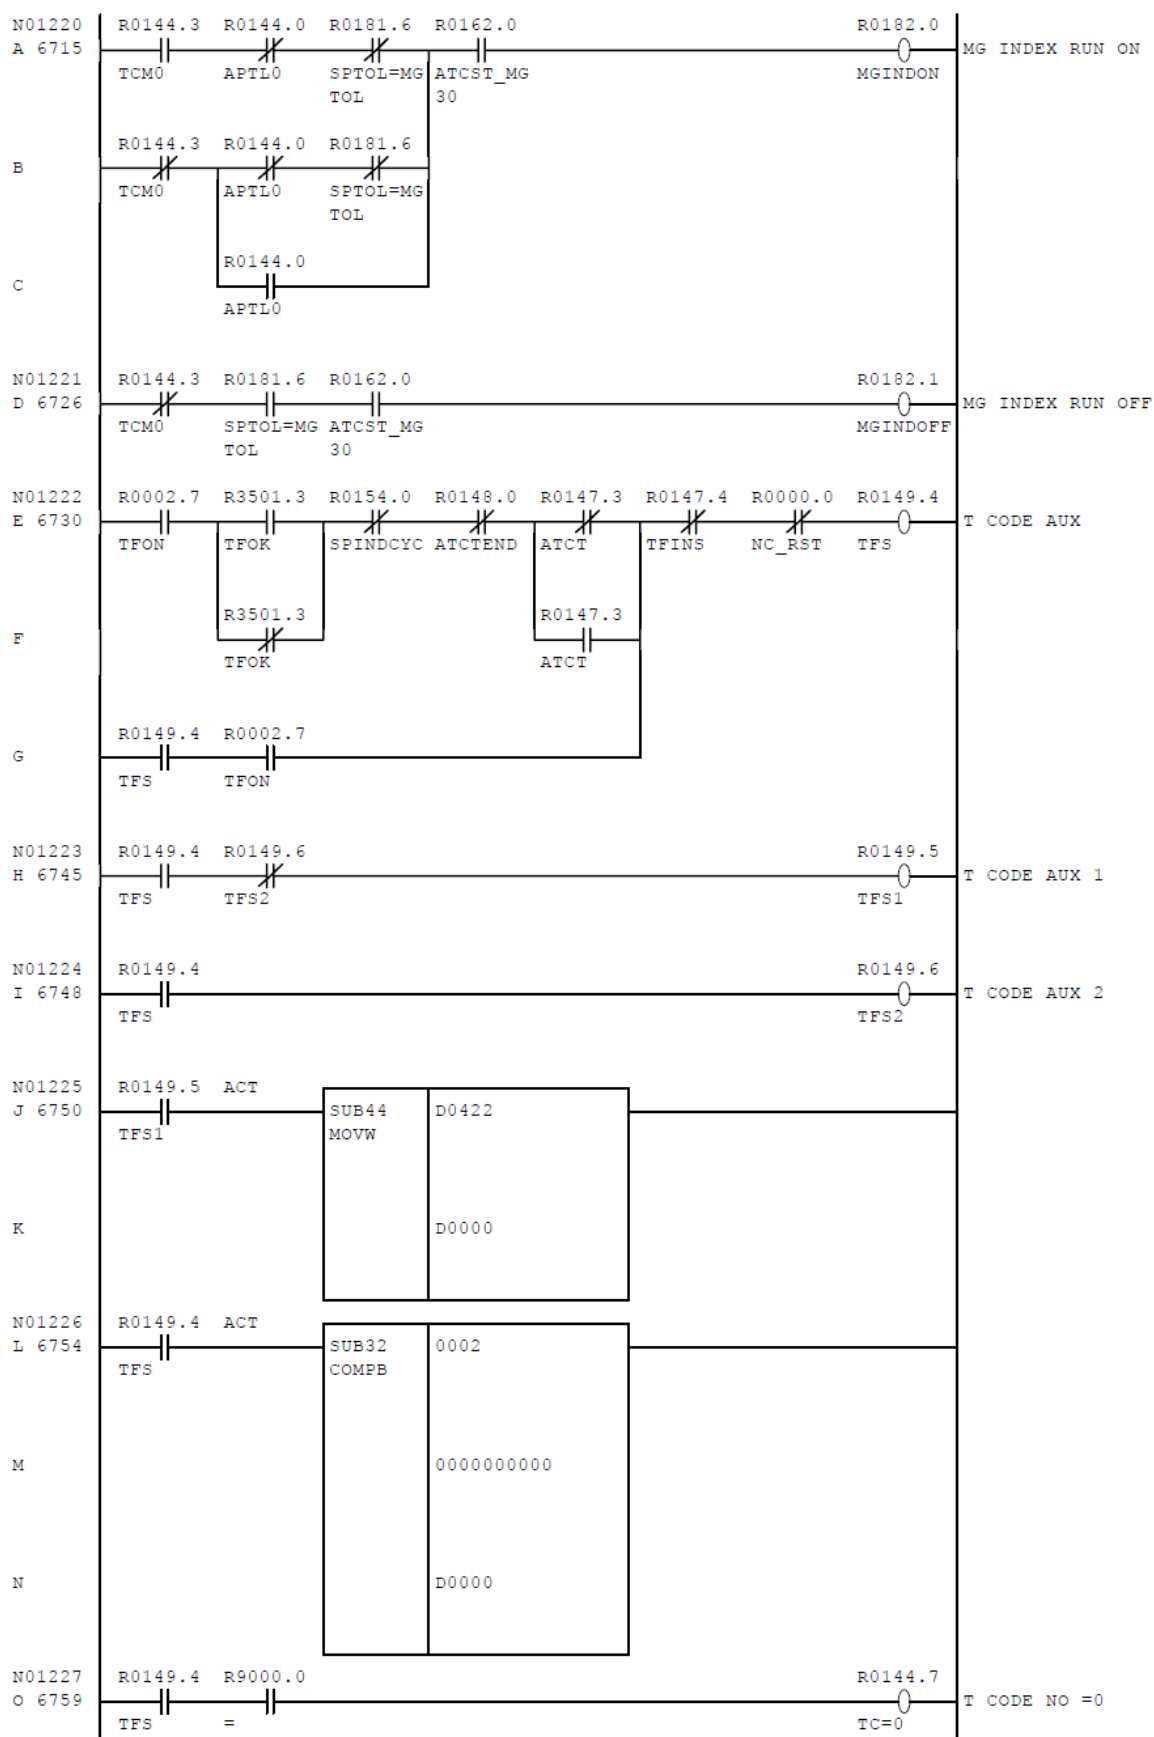 N01220 R0144.3 R0144.0 R0181.6 R0162.0 R0182.0
A 6715 MG INDEX RUN ON
TCM0 APTL0 SPTOL=MG ATCST_MG MGINDON
TOL 30
R0144.3 R0144.0 R0181.6
B
TCM0 APTL0 SPTOL=MG
TOL
R0144.0
C
APTL0
N01221 R0144.3 R0181.6 R0162.0 R0182.1
D 6726 MG INDEX RUN OFF
TCM0 SPTOL=MG ATCST_MG MGINDOFF
TOL 30
N01222 R0002.7 R3501.3 R0154.0 R0148.0 R0147.3 R0147.4 R0000.0 R0149.4
E 6730 T CODE AUX
TFON TFOK SPINDCYC ATCTEND ATCT TFINS NC_RST TFS
R3501.3 R0147.3
F
TFOK ATCT
R0149.4 R0002.7
G
TFS TFON
N01223 R0149.4 R0149.6 R0149.5
H 6745 T CODE AUX 1
TFS TFS2 TFS1
N01224 R0149.4 R0149.6
I 6748 T CODE AUX 2
TFS TFS2
N01225 R0149.5 ACT
J 6750 SUB44 D0422
TFS1 MOVW
K D0000
N01226 R0149.4 ACT
L 6754 SUB32 0002
TFS COMPB
M 0000000000
N D0000
N01227 R0149.4 R9000.0 R0144.7
O 6759 T CODE NO =0
TFS = TC=0